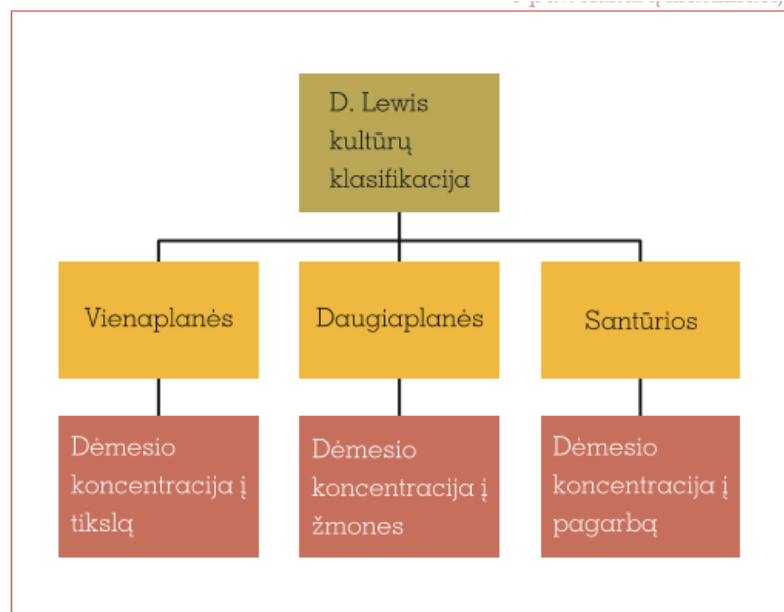 D. Lewis
kultūrų
klasifikacija
Vienaplanės
Daugiaplanės
Santūrios
Dėmesio
koncentracija į
tikslą
Dėmesio
koncentracija į
žmones
Dėmesio
koncentracija į
pagarbą